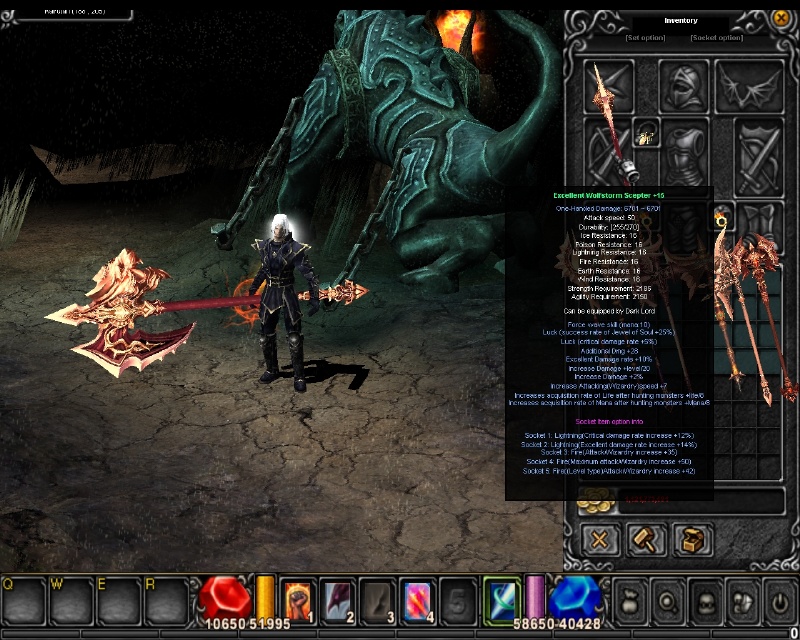 Karutan1(166 , 205)
Inventory
[Set option] [Socket option]
Excellent Wolfstorm Scepter +15
One-Handed Damage: 6701 ~ 6701
Attack speed: 50
Durability: [255/270]
Ice Resistance: 16
Poison Resistance: 16
Lightning Resistance: 16
Fire Resistance: 16
Earth Resistance: 16
Wind Resistance: 16
Strength Requirement: 2186
Agility Requirement: 2190
Can be equipped by Dark Lord
Force wave skill (mana:10)
Luck (success rate of Jewel of Soul +25%)
Luck (critical damage rate +5%)
Additional Dmg +28
Excellent Damage rate +10%
Increase Damage +level/20
Increase Damage +2%
Increase Attacking(Wizardry)speed +7
Increases acquisition rate of Life after hunting monsters +life/8
Increases acquisition rate of Mana after hunting monsters +Mana/8
Socket item option info
Socket 1: Lightning(Critical damage rate increase +12%)
Socket 2: Lightning(Excellent damage rate increase +14%)
Socket 3: Fire(Attack/Wizardry increase +35)
Socket 4: Fire(Maximum attack/Wizardry increase +50)
Socket 5: Fire((Level type)Attack/Wizardry increase +42)
Q W E R
1 2 3 4 5
10650 51995 58650 40428
0